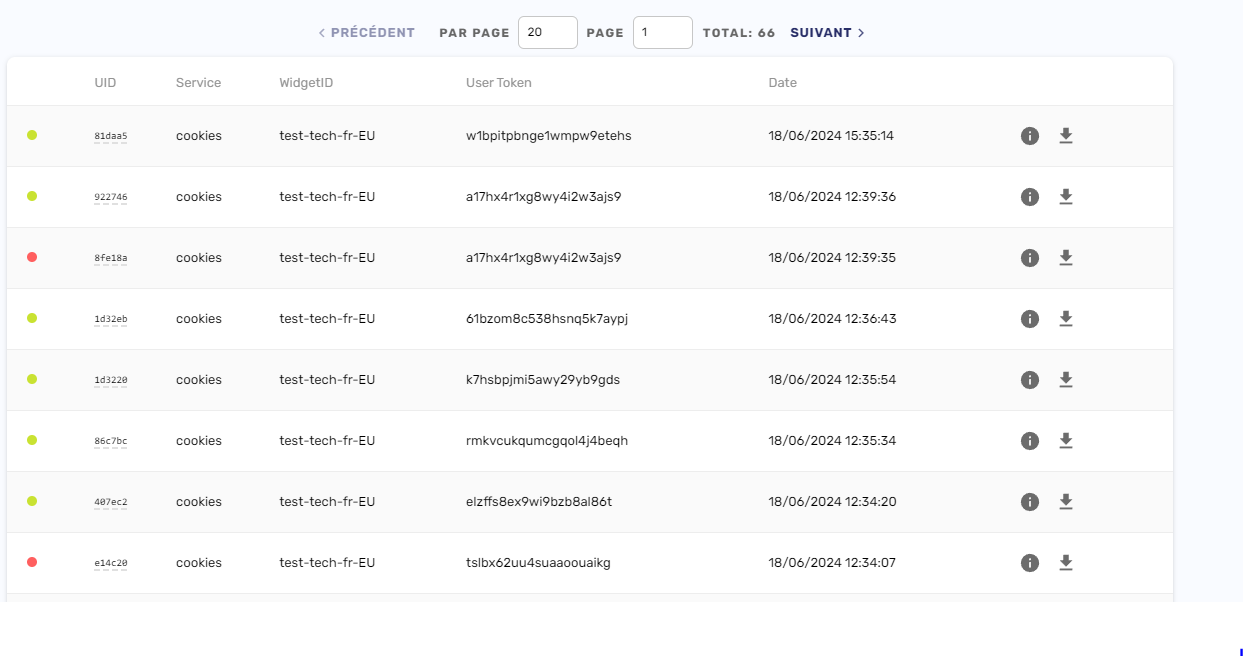 < PRÉCÉDENT PAR PAGE 20 PAGE 1 TOTAL: 66 SUIVANT >
UID Service WidgetID User Token Date
81daa5 cookies test-tech-fr-EU w1bpitpbnge1wmpw9etehs 18/06/2024 15:35:14
922746 cookies test-tech-fr-EU a17hx4r1xg8wy4i2w3ajs9 18/06/2024 12:39:36
8fe18a cookies test-tech-fr-EU a17hx4r1xg8wy4i2w3ajs9 18/06/2024 12:39:35
1d32eb cookies test-tech-fr-EU 61bzom8c538hsnq5k7aypj 18/06/2024 12:36:43
1d3220 cookies test-tech-fr-EU k7hsbpjmi5awy29yb9gds 18/06/2024 12:35:54
86c7bc cookies test-tech-fr-EU rmkvcukqumcgqol4j4beqh 18/06/2024 12:35:34
407ec2 cookies test-tech-fr-EU elzffs8ex9wi9bzb8al86t 18/06/2024 12:34:20
e14c20 cookies test-tech-fr-EU tslbx62uu4suaaoouaikg 18/06/2024 12:34:07